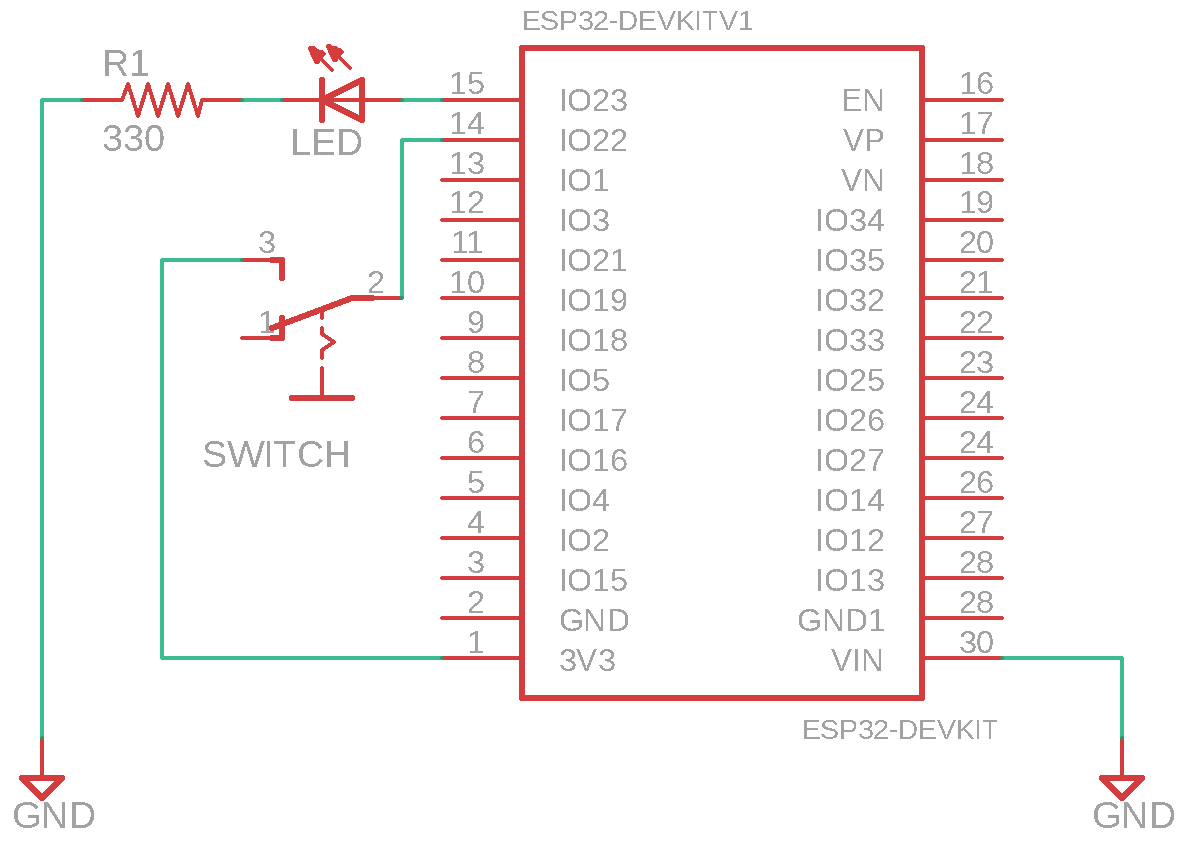 ESP32-DEVKITV1
R1
330
LED
15 IO23 EN 16
14 IO22 VP 17
13 IO1 VN 18
12 IO3 IO34 19
3 11 IO21 IO35 20
2 10 IO19 IO32 21
1 9 IO18 IO33 22
8 IO5 IO25 23
7 IO17 IO26 24
SWITCH
6 IO16 IO27 24
5 IO4 IO14 26
4 IO2 IO12 27
3 IO15 IO13 28
2 GND GND1 28
1 3V3 VIN 30
ESP32-DEVKIT
GND GND